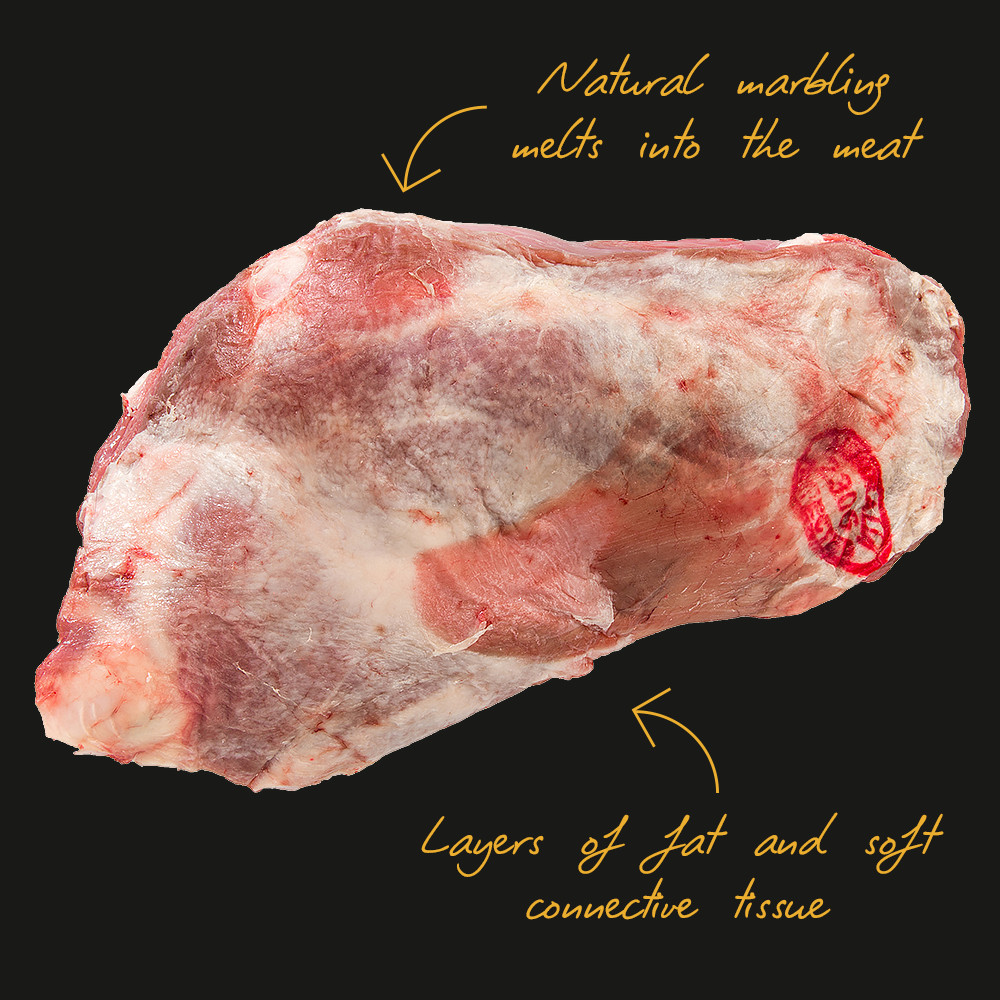 Natural marbling
melts into the meat
Layers of fat and soft
connective tissue